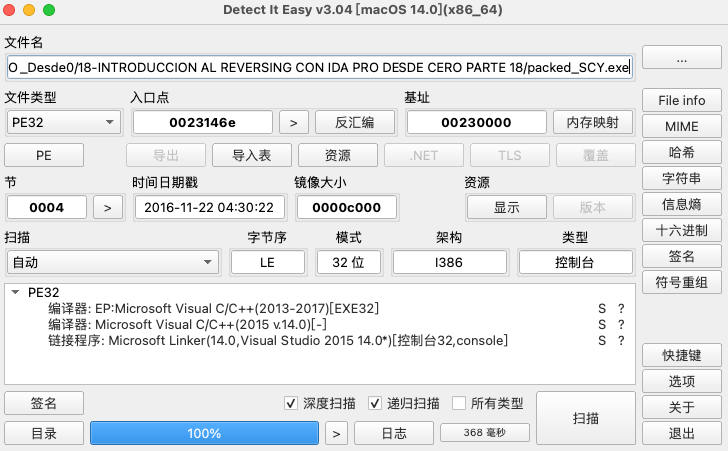 Detect It Easy v3.04 [macOS 14.0](x86_64)
文件名
O _Desde0/18-INTRODUCCION AL REVERSING CON IDA PRO DESDE CERO PARTE 18/packed_SCY.exe
...
文件类型 入口点 基址
PE32 0023146e > 反汇编 00230000 内存映射
File info
MIME
PE 导出 导入表 资源 .NET TLS 覆盖
哈希
节 时间日期戳 镜像大小 资源
字符串
0004 > 2016-11-22 04:30:22 0000c000 显示 版本
信息熵
十六进制
扫描 字节序 模式 架构 类型
自动 LE 32 位 I386 控制台
签名
符号重组
PE32
编译器: EP:Microsoft Visual C/C++(2013-2017)[EXE32] S ?
编译器: Microsoft Visual C/C++(2015 v.14.0)[-] S ?
链接程序: Microsoft Linker(14.0,Visual Studio 2015 14.0*)[控制台32,console] S ?
快捷键
选项
关于
退出
签名 深度扫描 递归扫描 所有类型
扫描
目录 100% > 日志 368 毫秒